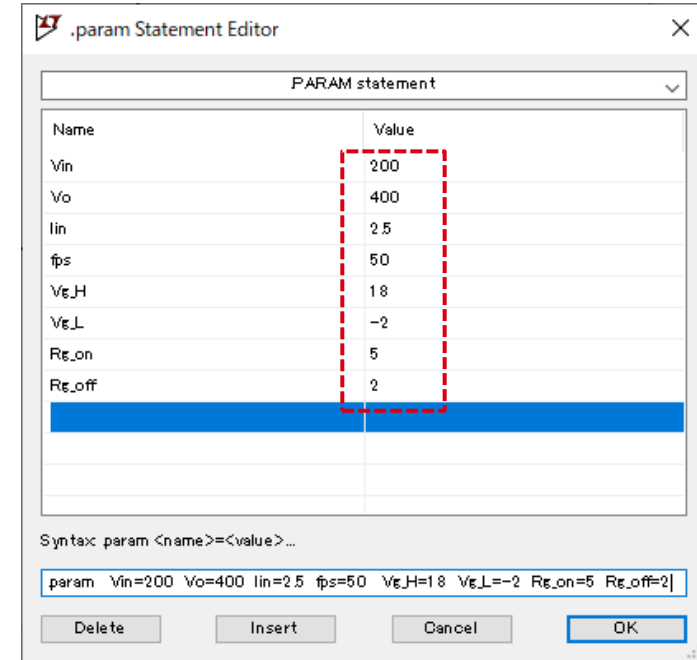 .param Statement Editor
.PARAM statement
Name Value
Vin 200
Vo 400
Iin 2.5
fps 50
Vg_H 18
Vg_L -2
Rg_on 5
Rg_off 2
Syntax: .param <name>=<value>...
.param Vin=200 Vo=400 Iin=2.5 fps=50 Vg_H=18 Vg_L=-2 Rg_on=5 Rg_off=2
Delete Insert Cancel OK